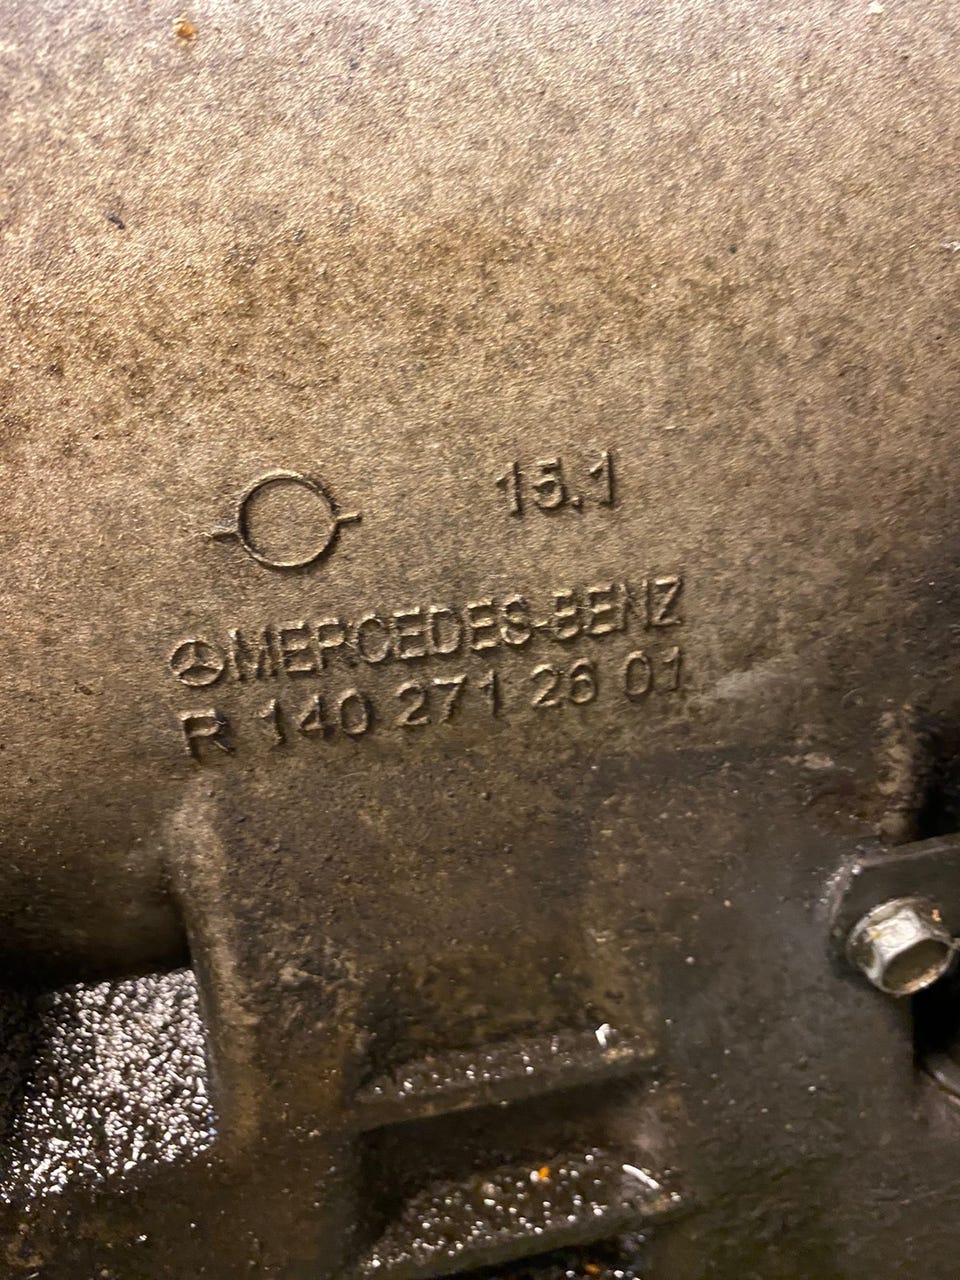 15.1
MERCEDES-BENZ
R 140 271 26 01